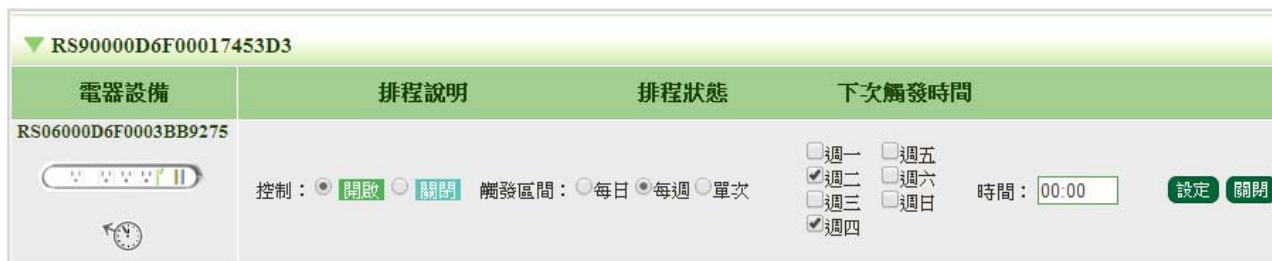 RS90000D6F00017453D3
電器設備 排程說明 排程狀態 下次觸發時間
RS06000D6F0003BB9275
控制： 開啟 關閉 觸發區間： 每日 每週 單次
週一 週五
週二 週六
週三 週日
週四
時間： 00:00
設定 關閉